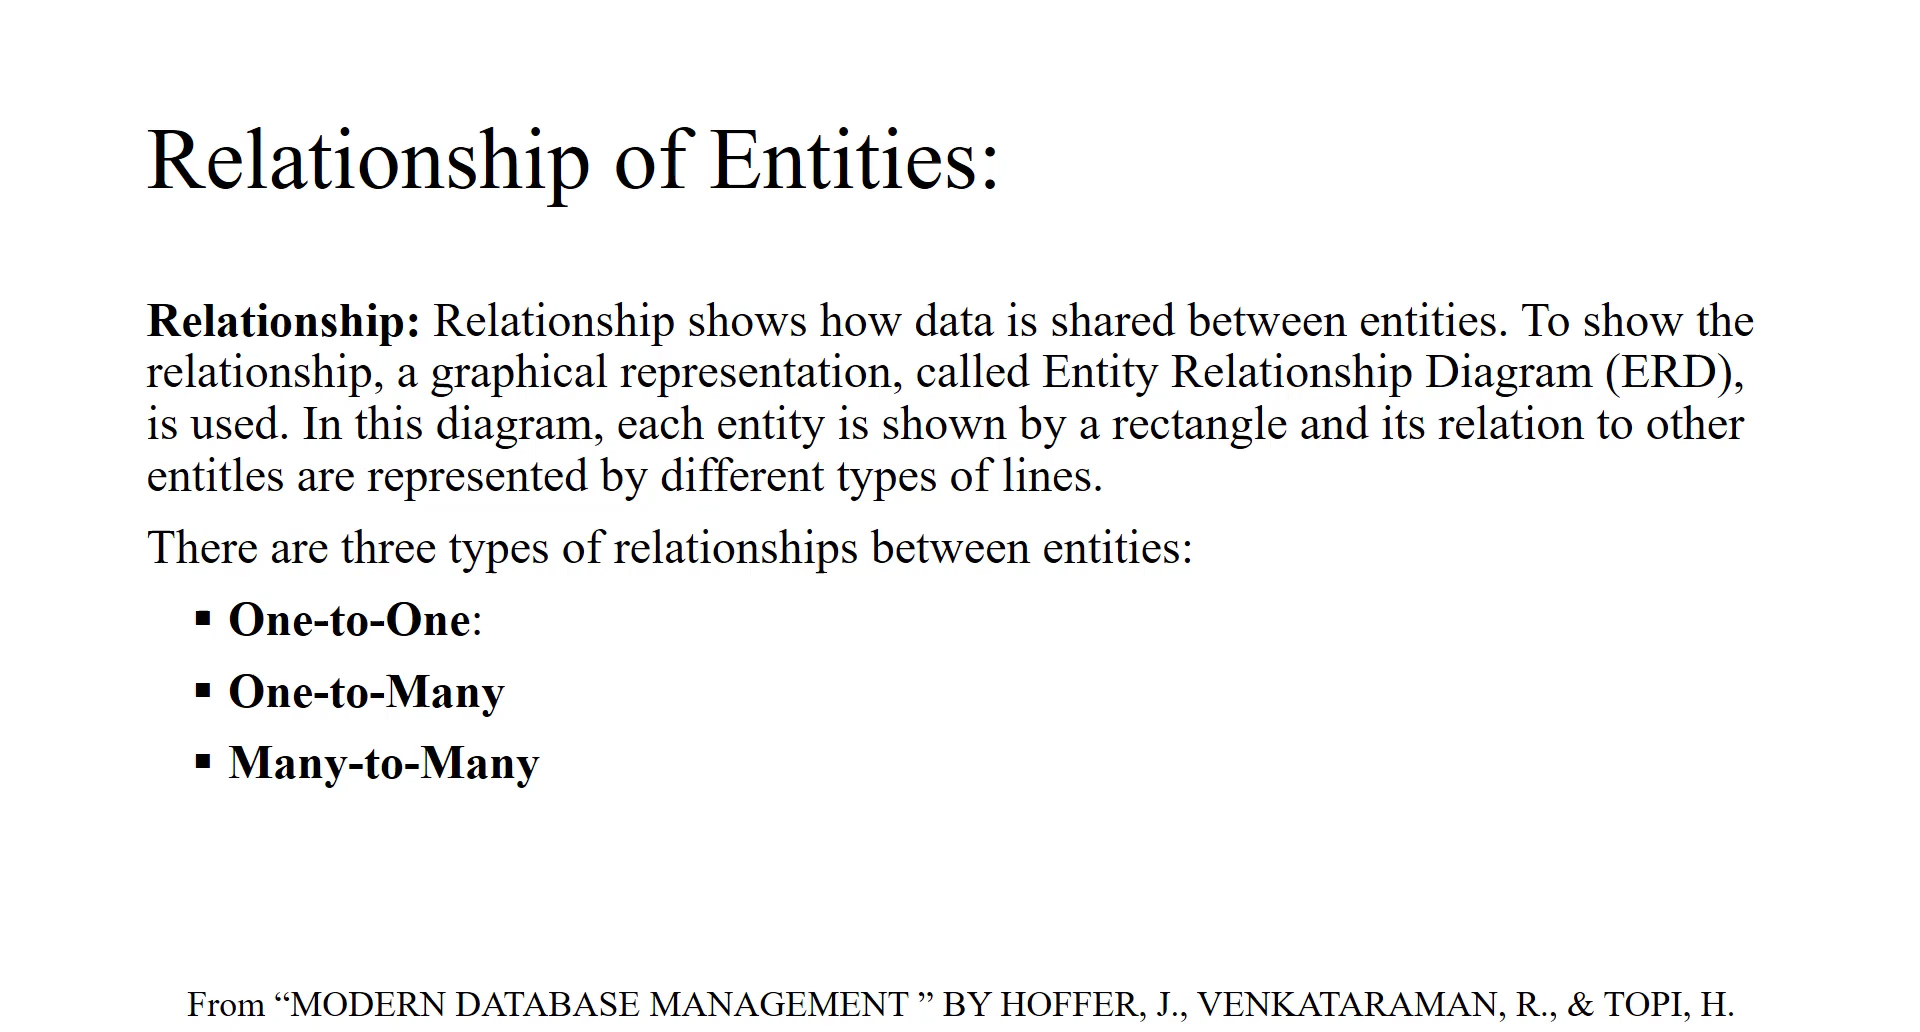 Relationship of Entities:
Relationship: Relationship shows how data is shared between entities. To show the
relationship, a graphical representation, called Entity Relationship Diagram (ERD),
is used. In this diagram, each entity is shown by a rectangle and its relation to other
entitles are represented by different types of lines.
There are three types of relationships between entities:
▪ One-to-One:
▪ One-to-Many
▪ Many-to-Many
From “MODERN DATABASE MANAGEMENT ” BY HOFFER, J., VENKATARAMAN, R., & TOPI, H.